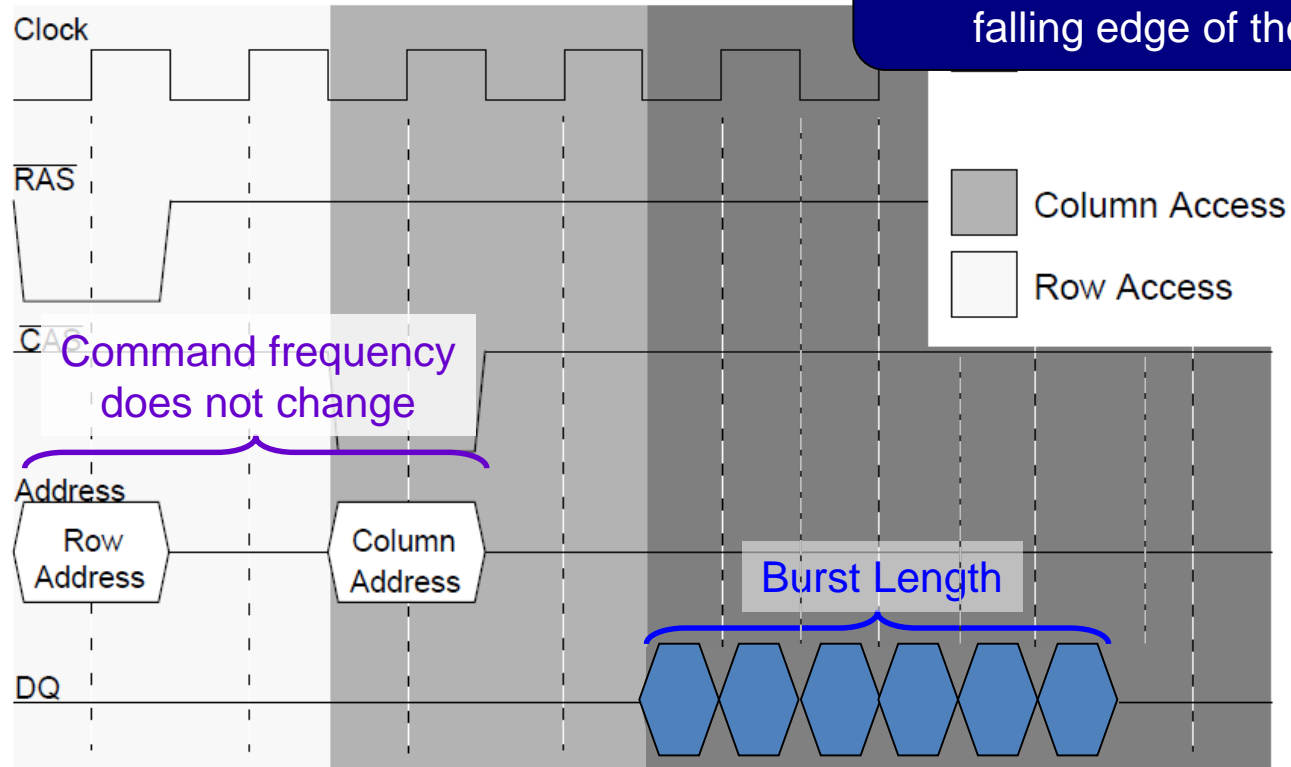 falling edge of the
Clock
RAS
Column Access
Row Access
CAS
Command frequency
does not change
Address
Row
Address
Column
Address
Burst Length
DQ